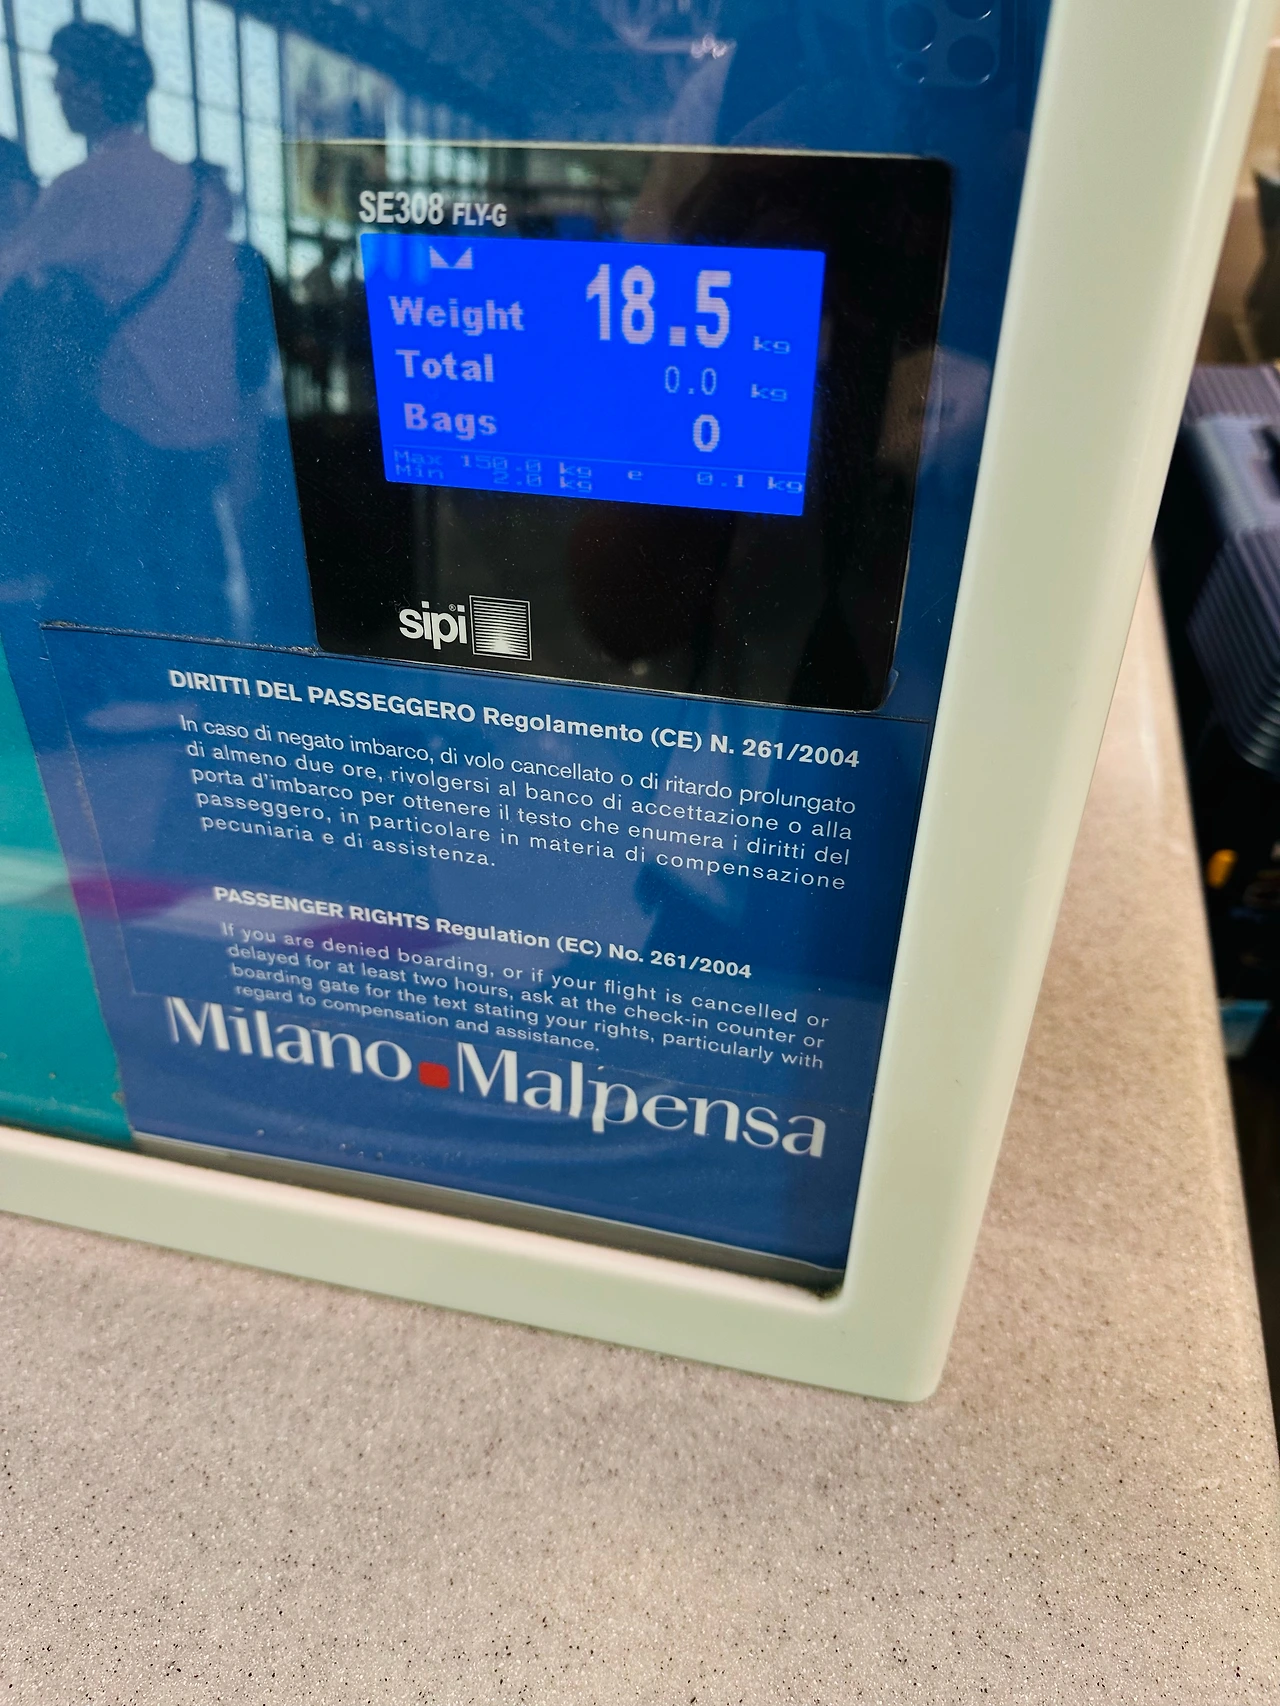 SE308 FLY-G
Weight 18.5 kg
Total 0.0 kg
Bags 0
Max 150.0 kg e 0.1 kg
Min 2.0 kg
sipi®
DIRITTI DEL PASSEGGERO Regolamento (CE) N. 261/2004
In caso di negato imbarco, di volo cancellato o di ritardo prolungato
di almeno due ore, rivolgersi al banco di accettazione o alla
porta d'imbarco per ottenere il testo che enumera i diritti del
passeggero, in particolare in materia di compensazione
pecuniaria e di assistenza.
PASSENGER RIGHTS Regulation (EC) No. 261/2004
If you are denied boarding, or if your flight is cancelled or
delayed for at least two hours, ask at the check-in counter or
boarding gate for the text stating your rights, particularly with
regard to compensation and assistance.
Milano Malpensa